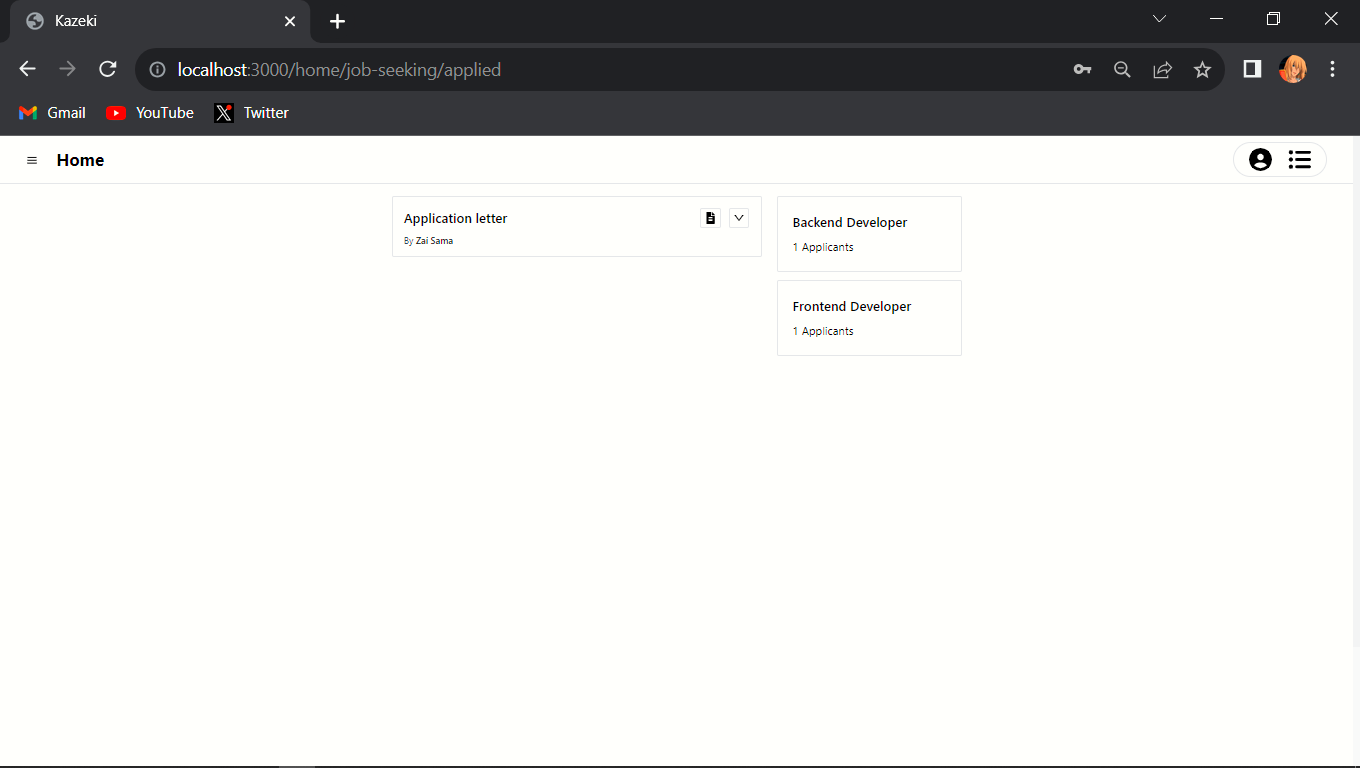 Kazeki
localhost:3000/home/job-seeking/applied
Gmail YouTube Twitter
Home
Application letter
By Zai Sama
Backend Developer
1 Applicants
Frontend Developer
1 Applicants